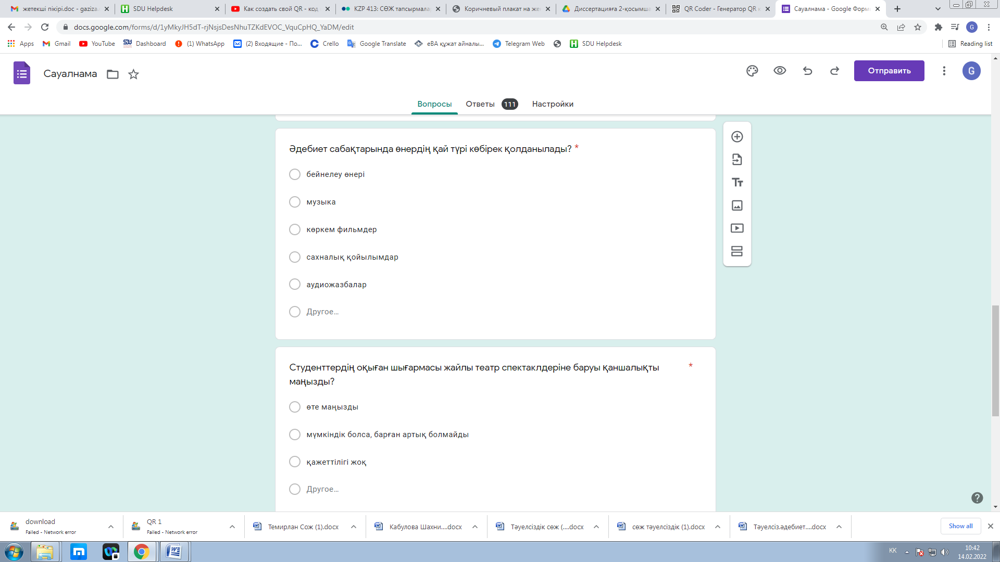 жетекші пікірі.doc - gaziza.
SDU Helpdesk
Как создать свой QR - код
KZP 413: СӨЖ тапсырмала
Коричневый плакат на же
Диссертацияға 2-қосымша
QR Coder - Генератор QR к
Сауалнама - Google Форм
docs.google.com/forms/d/1yMkyJH5dT-rjNsjsDesNhuTZKdEVOC_VquCpHQ_YaDM/edit
G
Apps
Gmail
YouTube
Dashboard
(1) WhatsApp
(2) Входящие - По...
Crello
Google Translate
eBA құжат айналы...
Telegram Web
SDU Helpdesk
Reading list
Сауалнама
Отправить
G
Вопросы
Ответы 111
Настройки
Әдебиет сабақтарында өнердің қай түрі көбірек қолданылады? *
бейнелеу өнері
музыка
көркем фильмдер
сахналық қойылымдар
аудиожазбалар
Другое...
Студенттердің оқыған шығармасы жайлы театр спектаклдеріне баруы қаншалықты *
маңызды?
өте маңызды
мүмкіндік болса, барған артық болмайды
қажеттілігі жоқ
Другое...
download
Failed - Network error
QR 1
Failed - Network error
Темирлан Сож (1).docx
Кабулова Шахни....docx
Тәуелсіздік сөж (....docx
сөж тәуелсіздік (1).docx
Тәуелсіз.әдебиет....docx
Show all
KK
10:42
14.02.2022